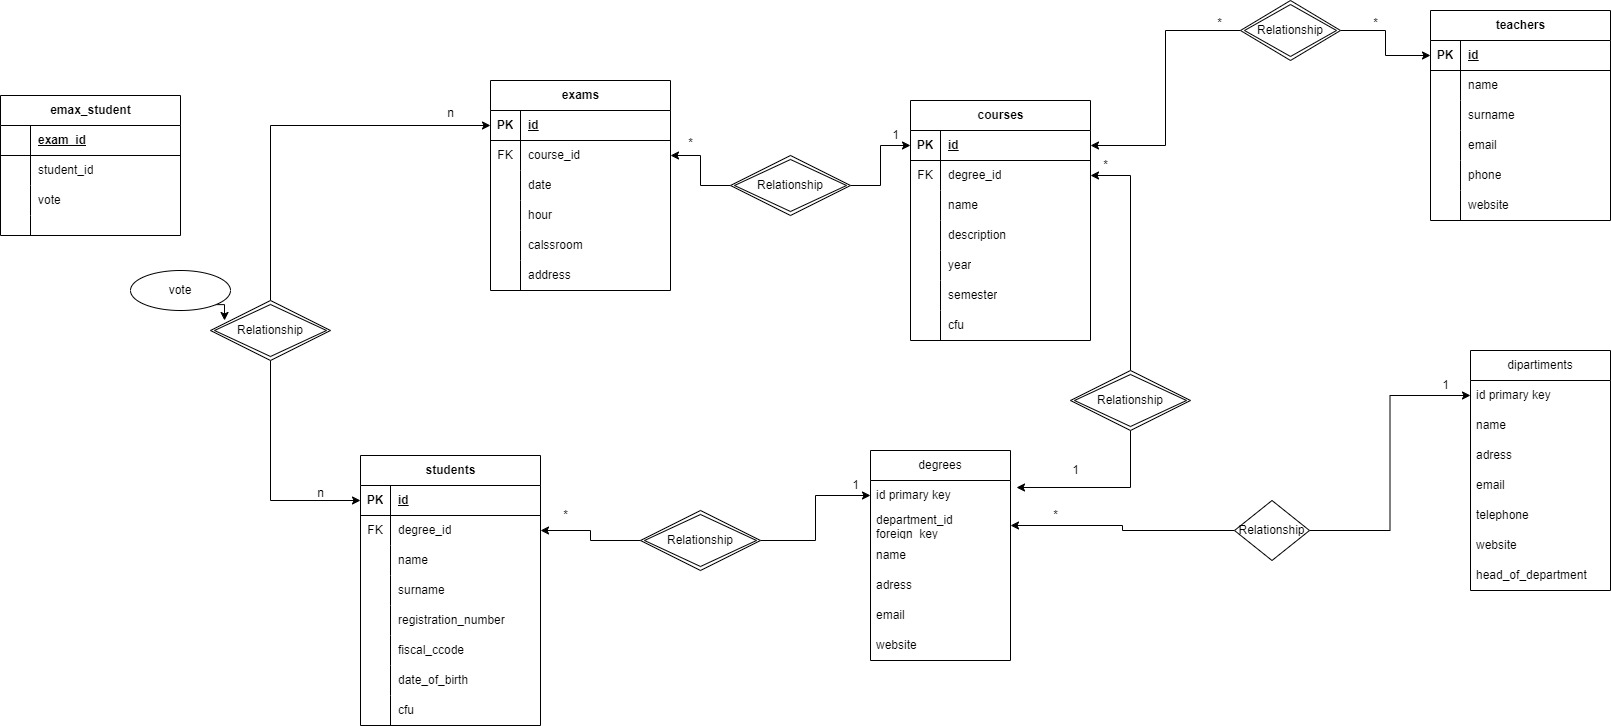 emax_student
exam_id
student_id
vote
vote
Relationship
n
n
exams
PK id
FK course_id
date
hour
calssroom
address
*
Relationship
1
courses
PK id
FK degree_id
name
description
year
semester
cfu
*
Relationship
*
teachers
PK id
name
surname
email
phone
website
*
Relationship
1
students
PK id
FK degree_id
name
surname
registration_number
fiscal_ccode
date_of_birth
cfu
*
Relationship
1
degrees
id primary key
department_id
foreign key
name
adress
email
website
*
Relationship
1
dipartiments
id primary key
name
adress
email
telephone
website
head_of_department